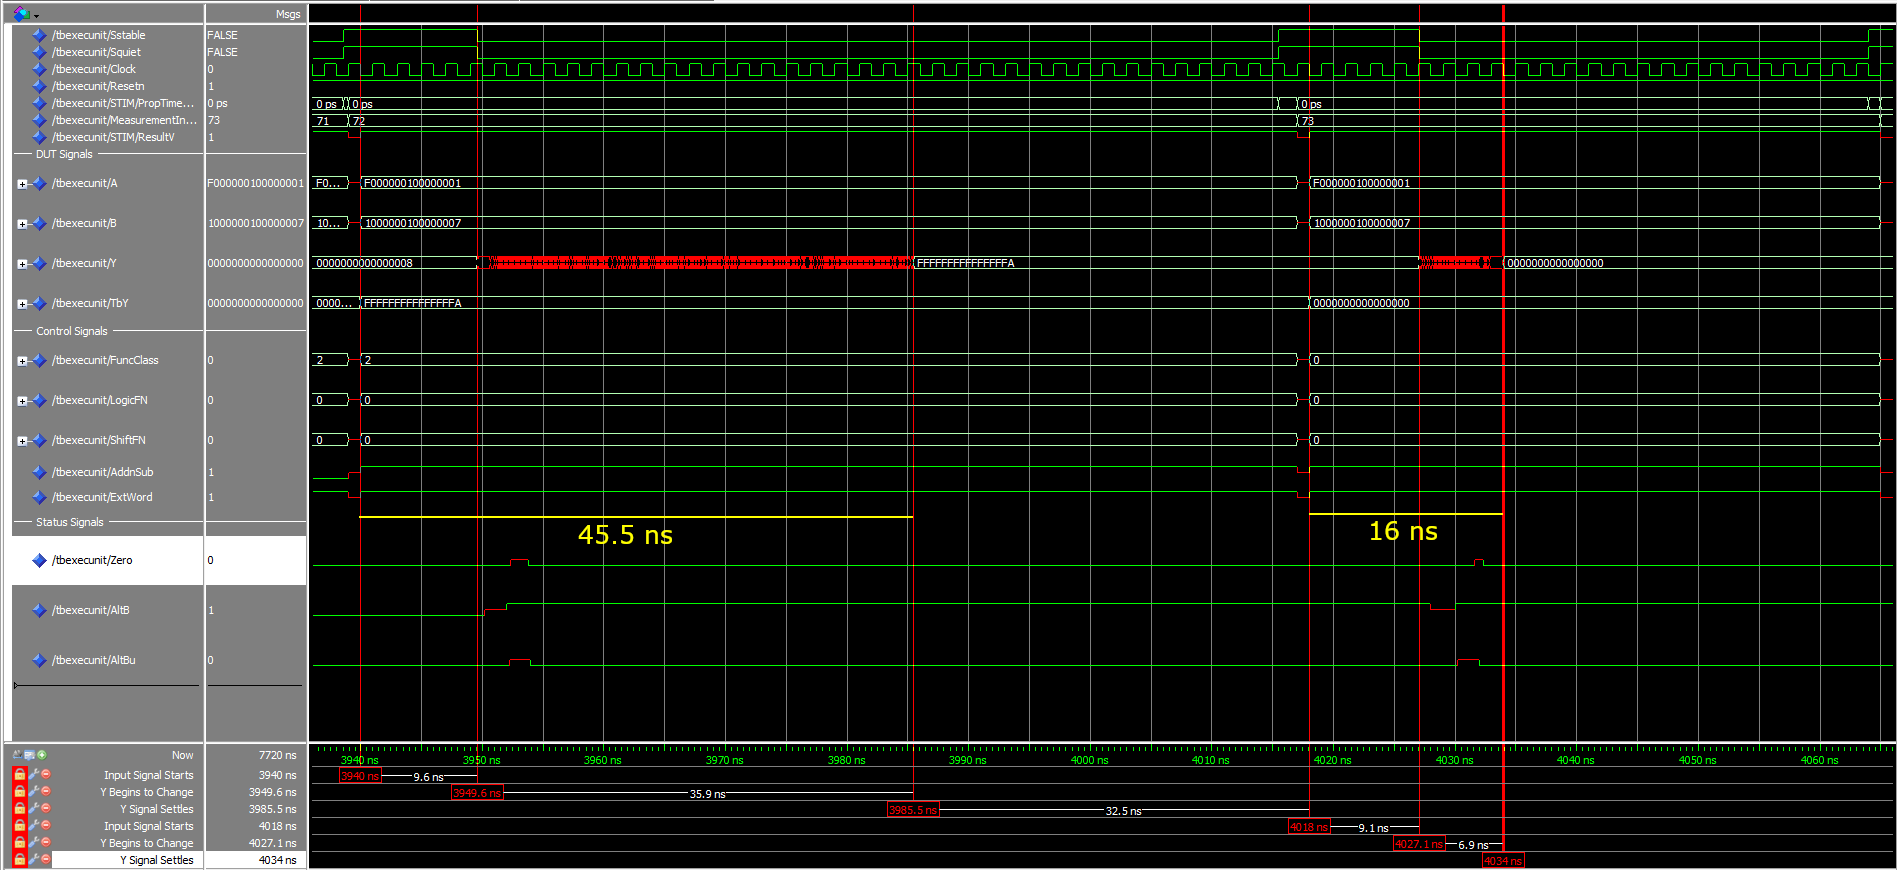 Msgs
/tbexecunit/Sstable FALSE
/tbexecunit/Squiet FALSE
/tbexecunit/Clock 0
/tbexecunit/Resetn 1
/tbexecunit/STIM/PropTime... 0 ps 0 ps 0 ps 0 ps
/tbexecunit/MeasurementIn... 73 71 72 73
/tbexecunit/STIM/ResultV 1
DUT Signals
/tbexecunit/A F000000100000001 F0... F000000100000001 F000000100000001
/tbexecunit/B 1000000100000007 10... 1000000100000007 1000000100000007
/tbexecunit/Y 0000000000000000 0000000000000008 FFFFFFFFFFFFFFFA 0000000000000000
/tbexecunit/TbY 0000000000000000 0000... FFFFFFFFFFFFFFFA 0000000000000000
Control Signals
/tbexecunit/FuncClass 0 2 2 0
/tbexecunit/LogicFN 0 0 0 0
/tbexecunit/ShiftFN 0 0 0 0
/tbexecunit/AddnSub 1
/tbexecunit/ExtWord 1
Status Signals
45.5 ns 16 ns
/tbexecunit/Zero 0
/tbexecunit/AltB 1
/tbexecunit/AltBu 0
Now 7720 ns 3940 ns 3950 ns 3960 ns 3970 ns 3980 ns 3990 ns 4000 ns 4010 ns 4020 ns 4030 ns 4040 ns 4050 ns 4060 ns
Input Signal Starts 3940 ns 3940 ns 9.6 ns
Y Begins to Change 3949.6 ns 3949.6 ns 35.9 ns
Y Signal Settles 3985.5 ns 3985.5 ns 32.5 ns
Input Signal Starts 4018 ns 4018 ns 9.1 ns
Y Begins to Change 4027.1 ns 4027.1 ns 6.9 ns
Y Signal Settles 4034 ns 4034 ns